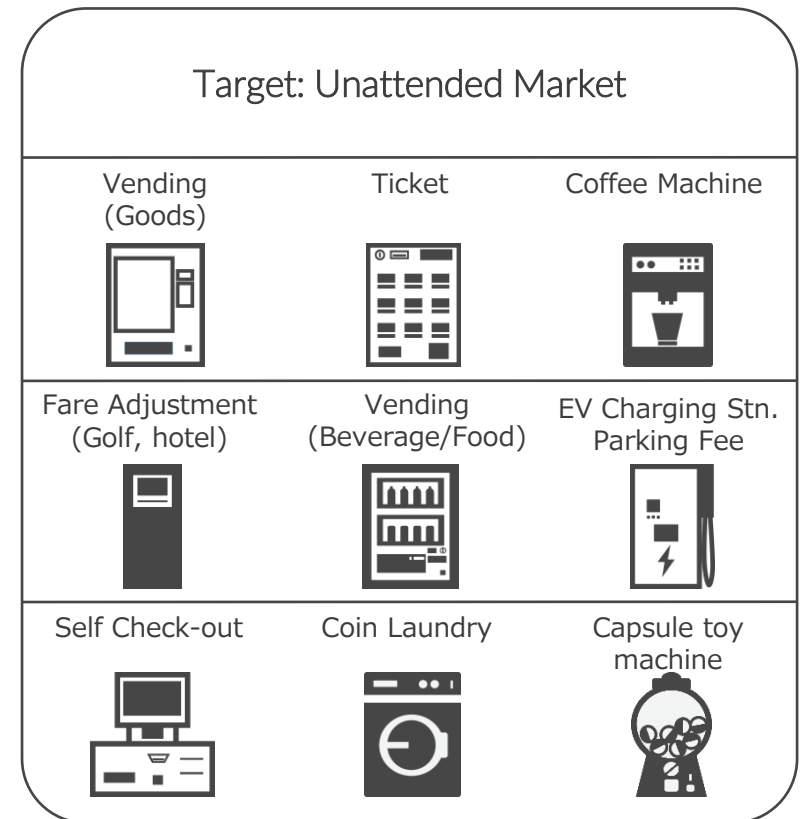 Target: Unattended Market
Vending
(Goods)
Ticket
Coffee Machine
Fare Adjustment
(Golf, hotel)
Vending
(Beverage/Food)
EV Charging Stn.
Parking Fee
Self Check-out
Coin Laundry
Capsule toy
machine